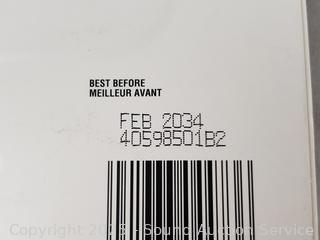 BEST BEFORE
MEILLEUR AVANT
FEB 2034
40598501B2